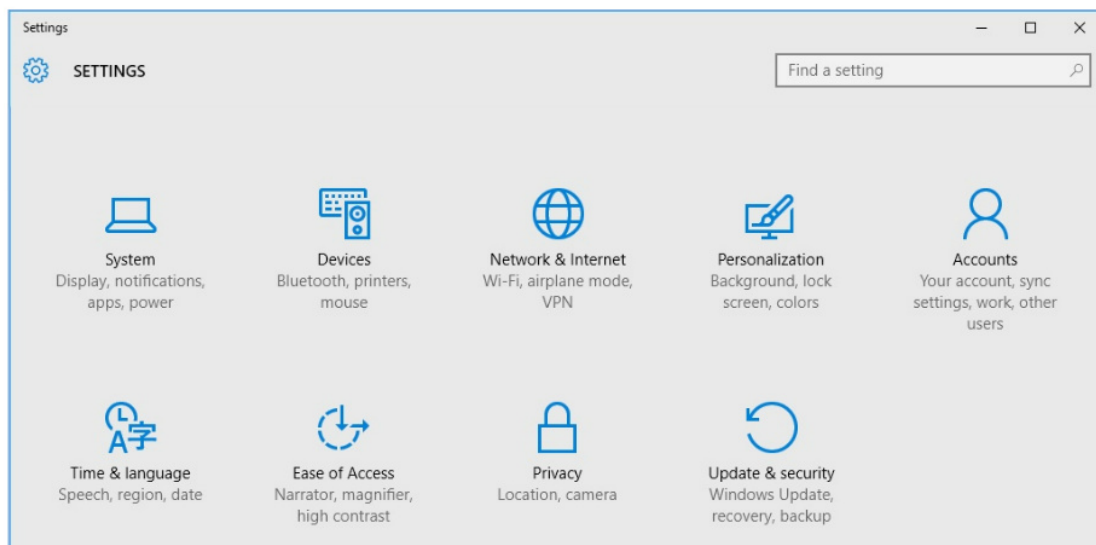 Settings
SETTINGS
Find a setting
System
Display, notifications,
apps, power
Devices
Bluetooth, printers,
mouse
Network & Internet
Wi-Fi, airplane mode,
VPN
Personalization
Background, lock
screen, colors
Accounts
Your account, sync
settings, work, other
users
A字
Time & language
Speech, region, date
Ease of Access
Narrator, magnifier,
high contrast
Privacy
Location, camera
Update & security
Windows Update,
recovery, backup